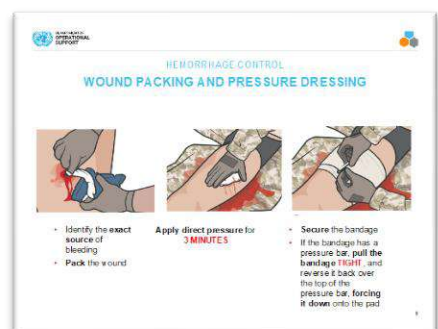 DEPARTMENT OF
OPERATIONAL
SUPPORT
HEMORRHAGE CONTROL
WOUND PACKING AND PRESSURE DRESSING
• Identify the exact
source of
bleeding
• Pack the wound
Apply direct pressure for
3 MINUTES
• Secure the bandage
• If the bandage has a
pressure bar, pull the
bandage TIGHT, and
reverse it back over
the top of the
pressure bar, forcing
it down onto the pad